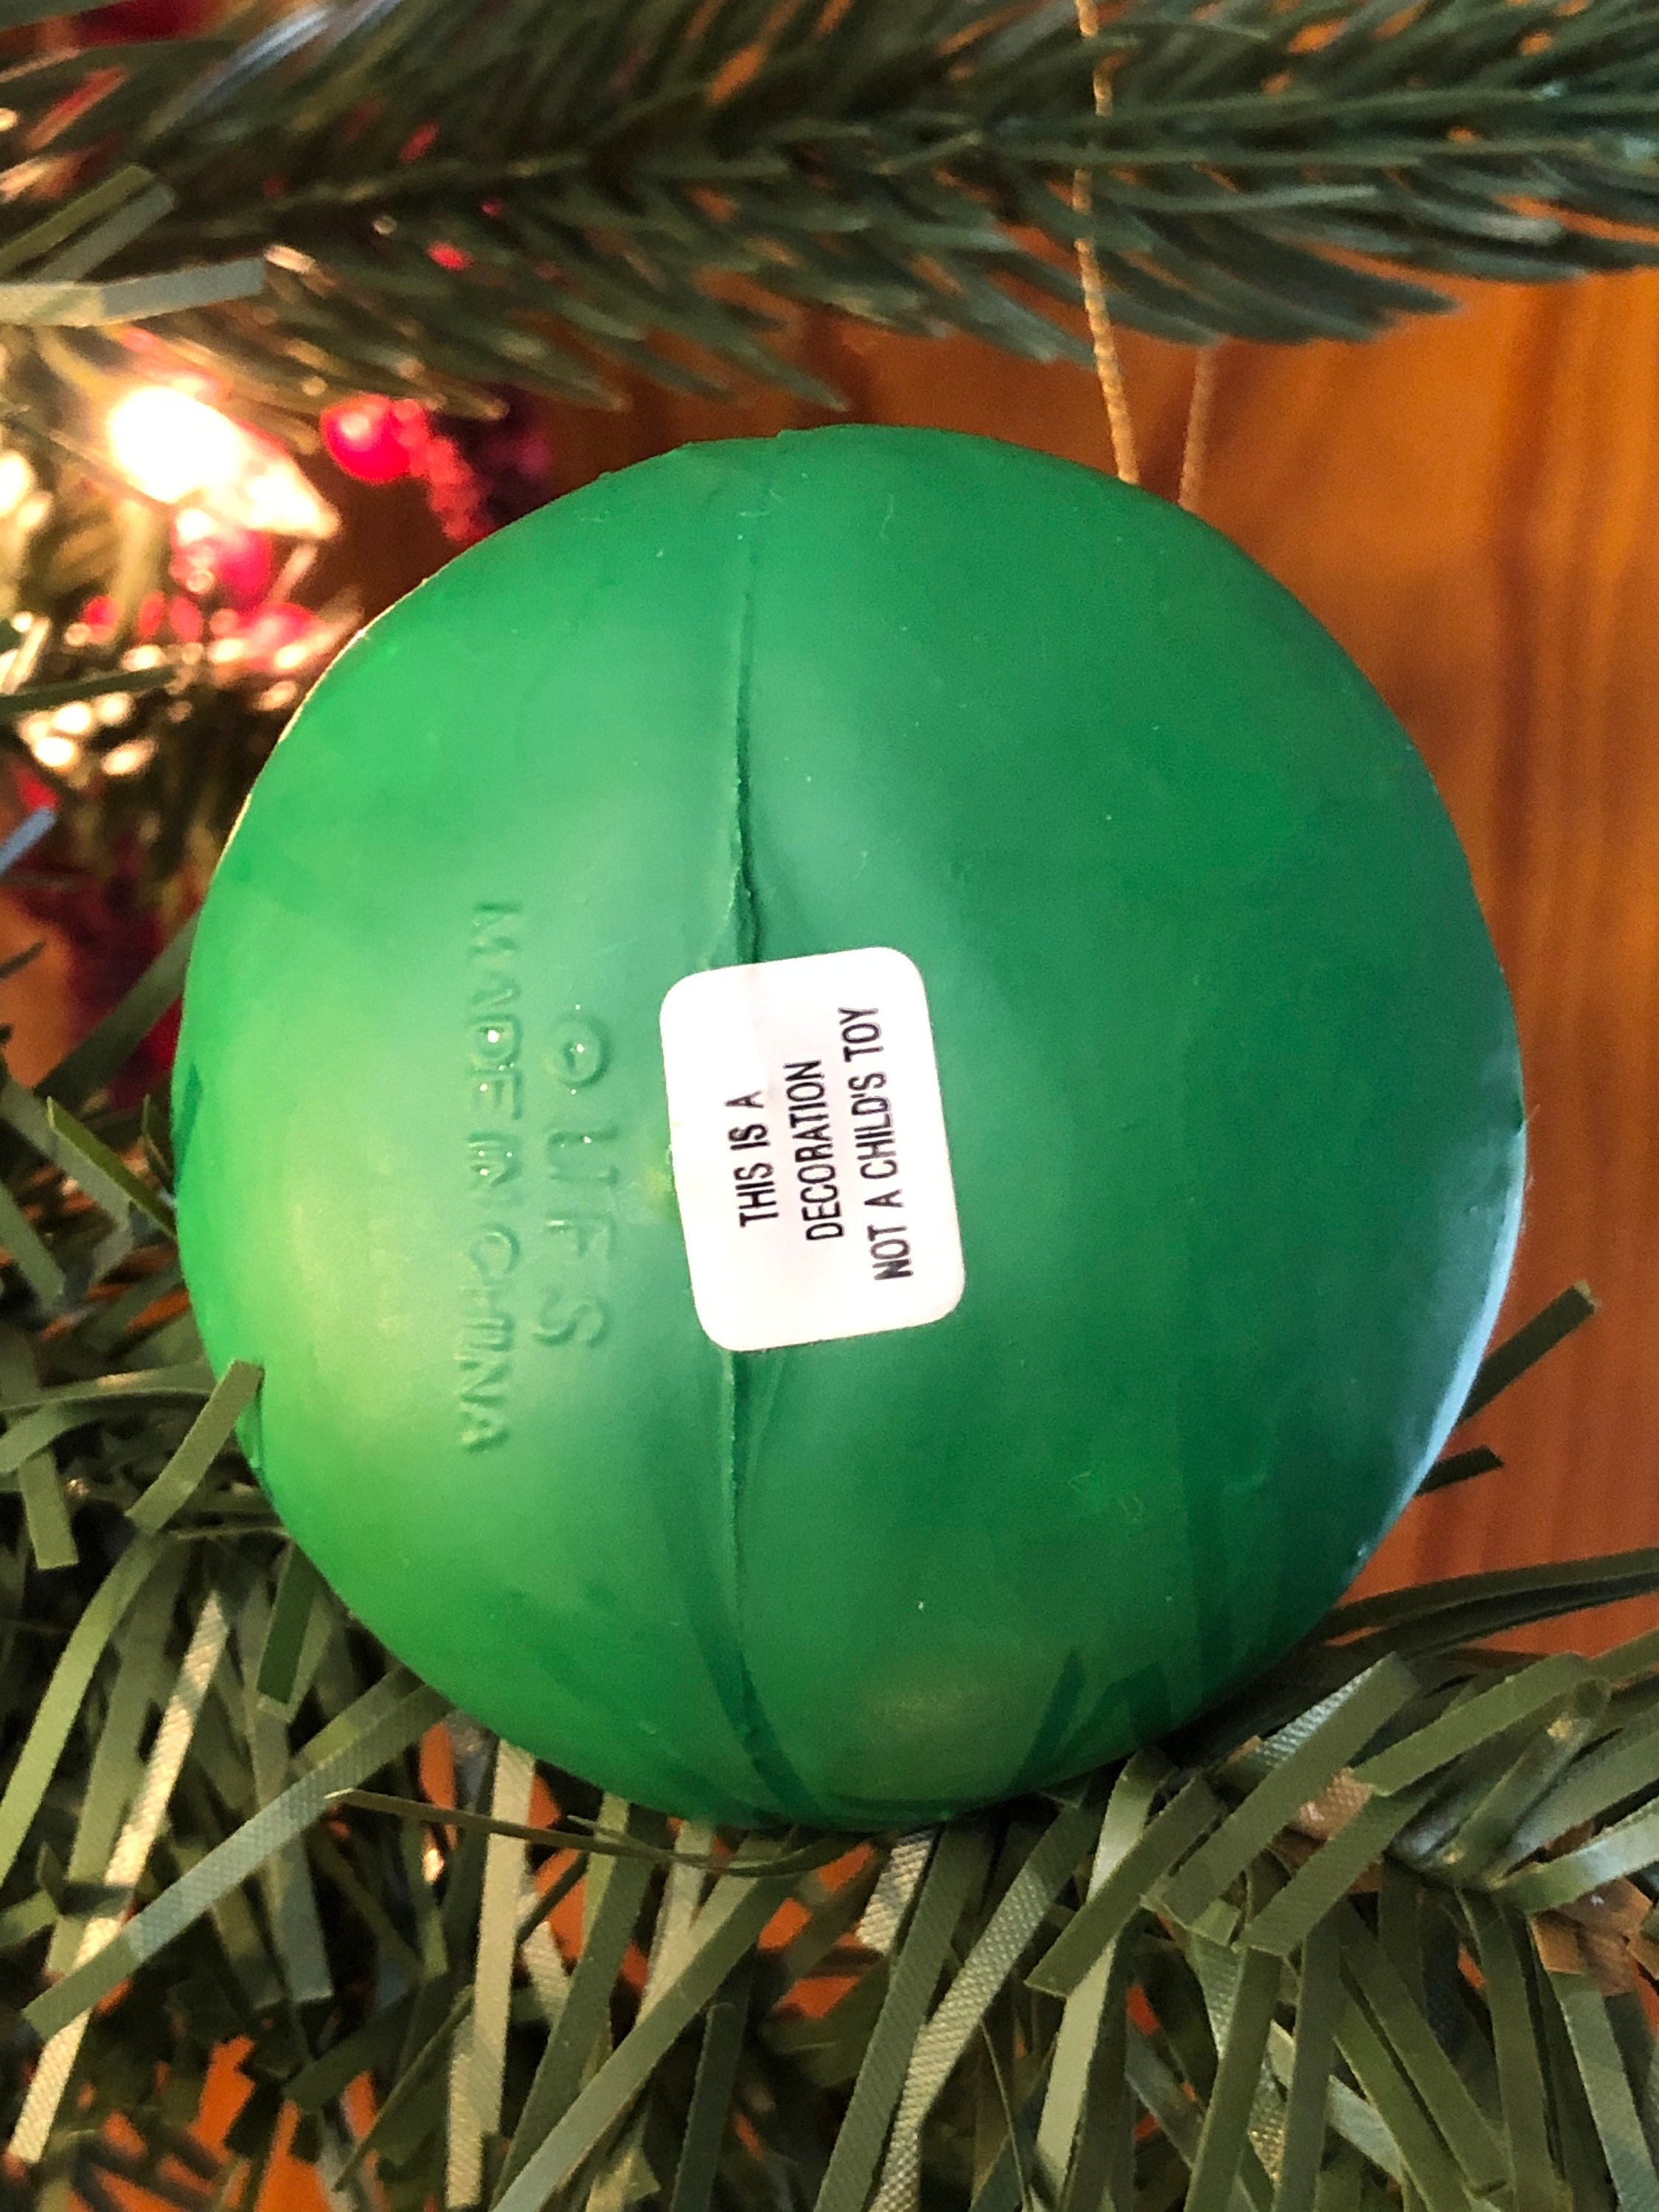 THIS IS A
DECORATION
NOT A CHILD'S TOY
© UFS
MADE IN CHINA